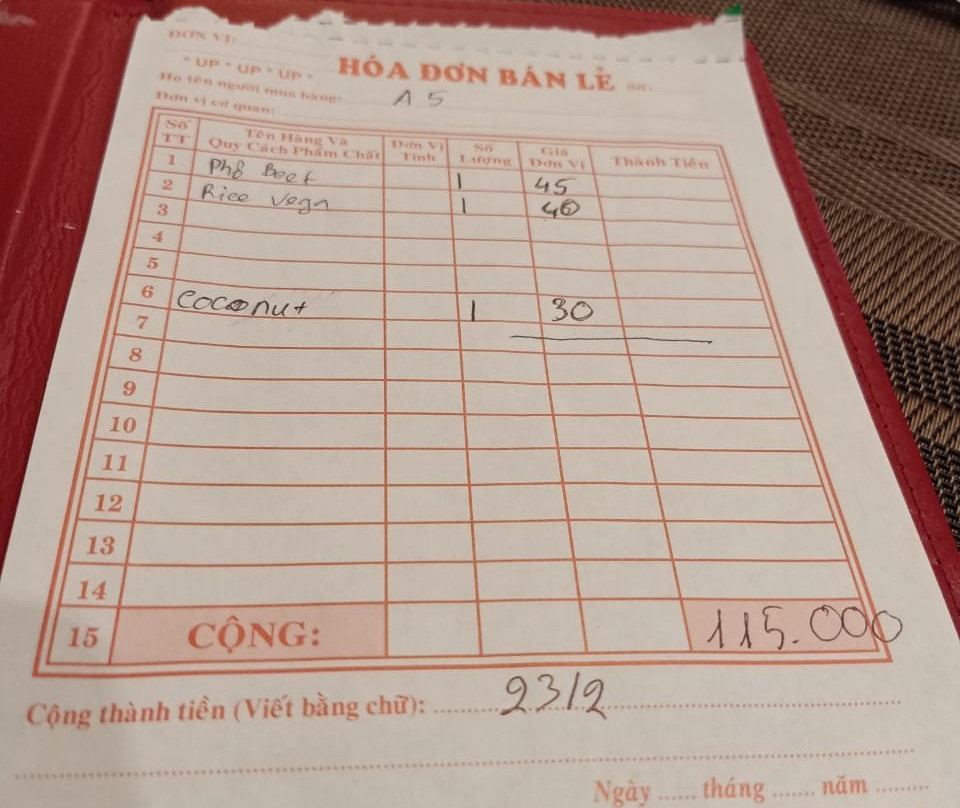 ĐƠN VỊ:
* UP * UP * UP * HÓA ĐƠN BÁN LẺ Số:
Họ tên người mua hàng: A 5
Đơn vị cơ quan:
Số TT Tên Hàng Và Quy Cách Phẩm Chất Đơn Vị Tính Số Lượng Giá Đơn Vị Thành Tiền
1 Phở Beef 1 45
2 Rice Vega 1 40
3
4
5
6 Coconut 1 30
7
8
9
10
11
12
13
14
15 CỘNG: 115.000
Cộng thành tiền (Viết bằng chữ): 23/2
Ngày ...... tháng ....... năm .........